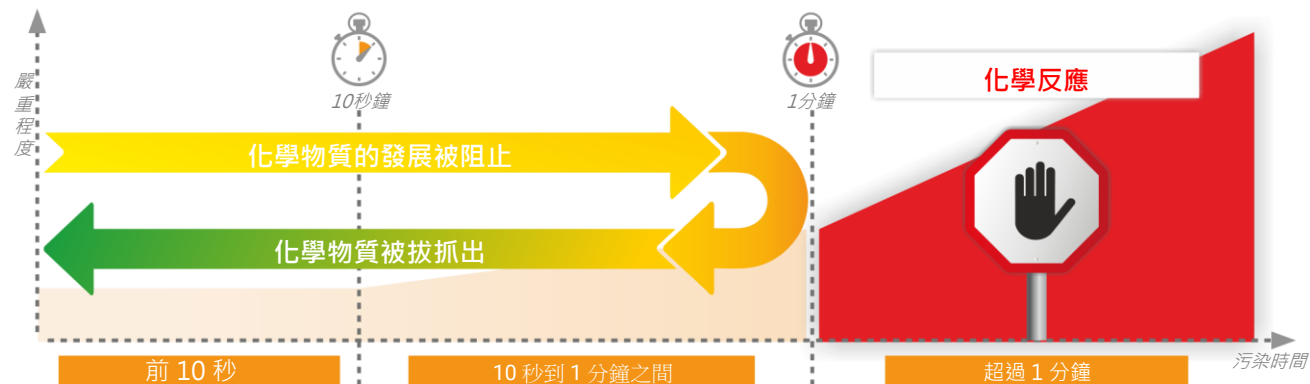 嚴重程度
10秒鐘
1分鐘
化學反應
化學物質的發展被阻止
化學物質被拔抓出
前 10 秒
10 秒到 1 分鐘之間
超過 1 分鐘
污染時間